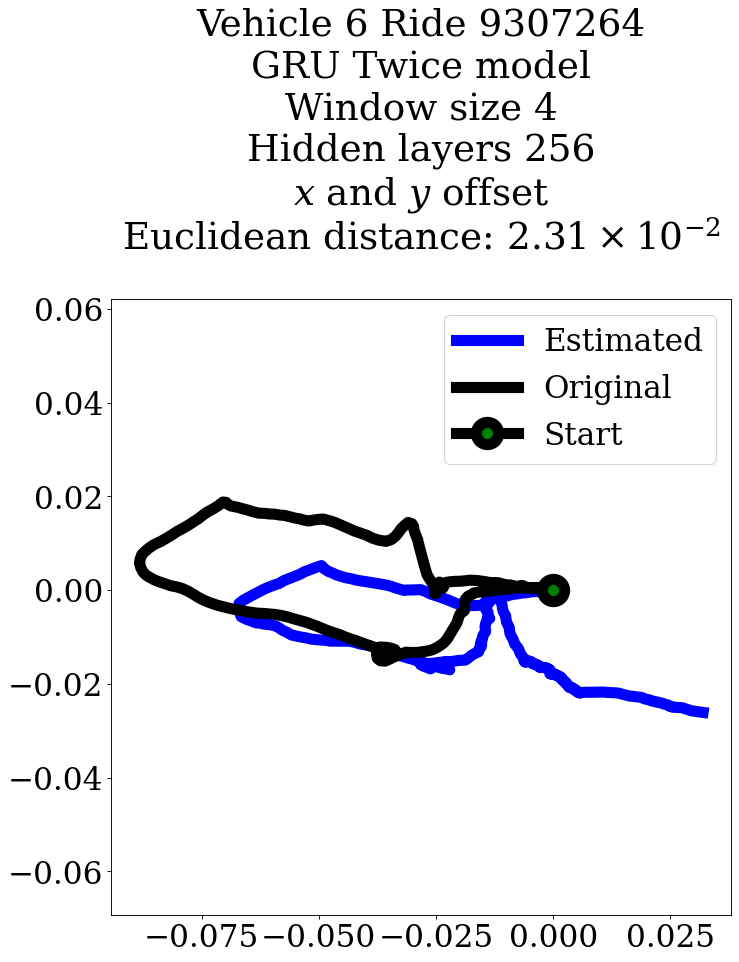 Vehicle 6 Ride 9307264
GRU Twice model
Window size 4
Hidden layers 256
x and y offset
Euclidean distance: 2.31 × 10⁻²
Estimated
Original
Start
0.06
0.04
0.02
0.00
−0.02
−0.04
−0.06
−0.075 −0.050 −0.025 0.000 0.025